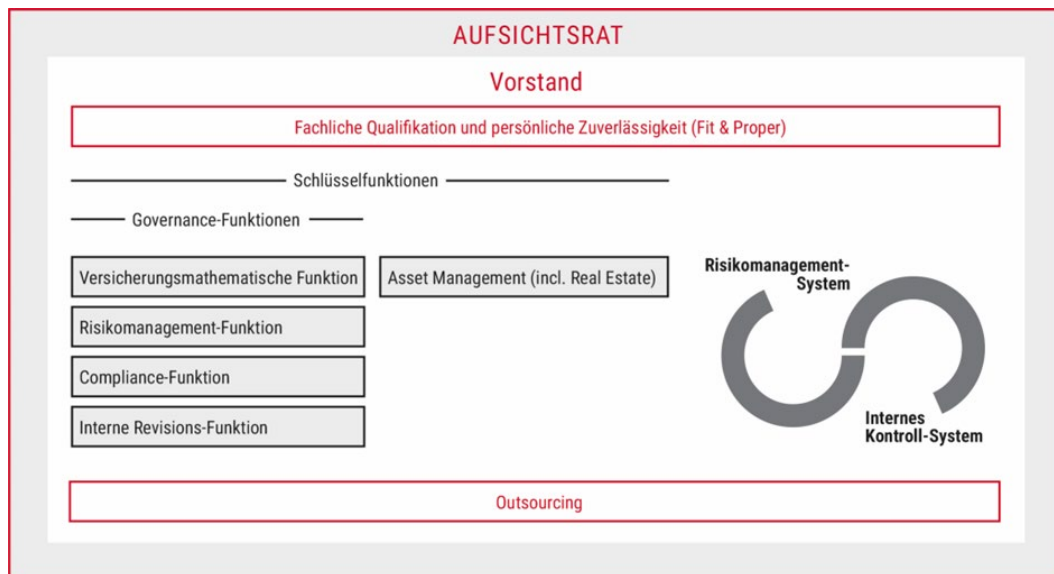 AUFSICHTSRAT
Vorstand
Fachliche Qualifikation und persönliche Zuverlässigkeit (Fit & Proper)
Schlüsselfunktionen
Governance-Funktionen
Versicherungsmathematische Funktion
Asset Management (incl. Real Estate)
Risikomanagement-Funktion
Compliance-Funktion
Interne Revisions-Funktion
Risikomanagement-
System
Internes
Kontroll-System
Outsourcing